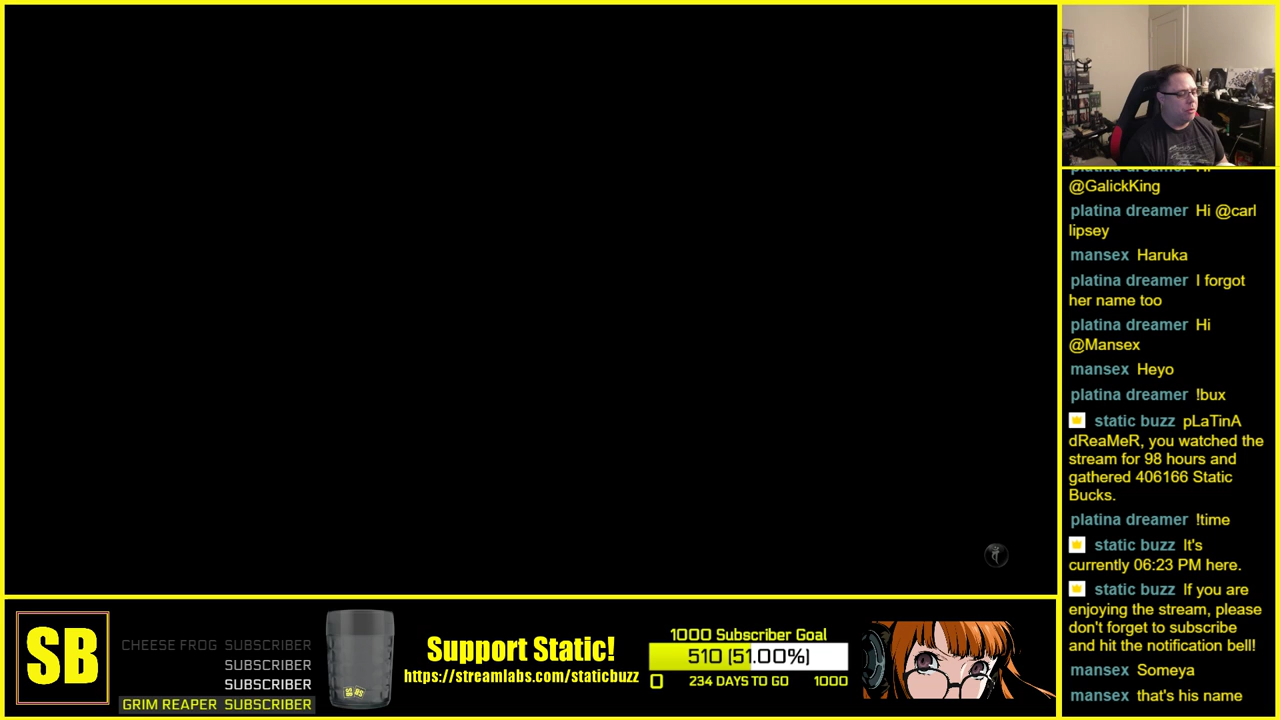 @GalickKing
platina dreamer Hi @carl
lipsey
mansex Haruka
platina dreamer I forgot
her name too
platina dreamer Hi
@Mansex
mansex Heyo
platina dreamer !bux
static buzz pLaTinA
dReaMeR, you watched the
stream for 98 hours and
gathered 406166 Static
Bucks.
platina dreamer !time
static buzz It's
currently 06:23 PM here.
static buzz If you are
enjoying the stream, please
don't forget to subscribe
and hit the notification bell!
mansex Someya
mansex that's his name
SB
CHEESE FROG SUBSCRIBER
SUBSCRIBER
SUBSCRIBER
GRIM REAPER SUBSCRIBER
Support Static!
https://streamlabs.com/staticbuzz
1000 Subscriber Goal
510 (51.00%)
0 234 DAYS TO GO 1000